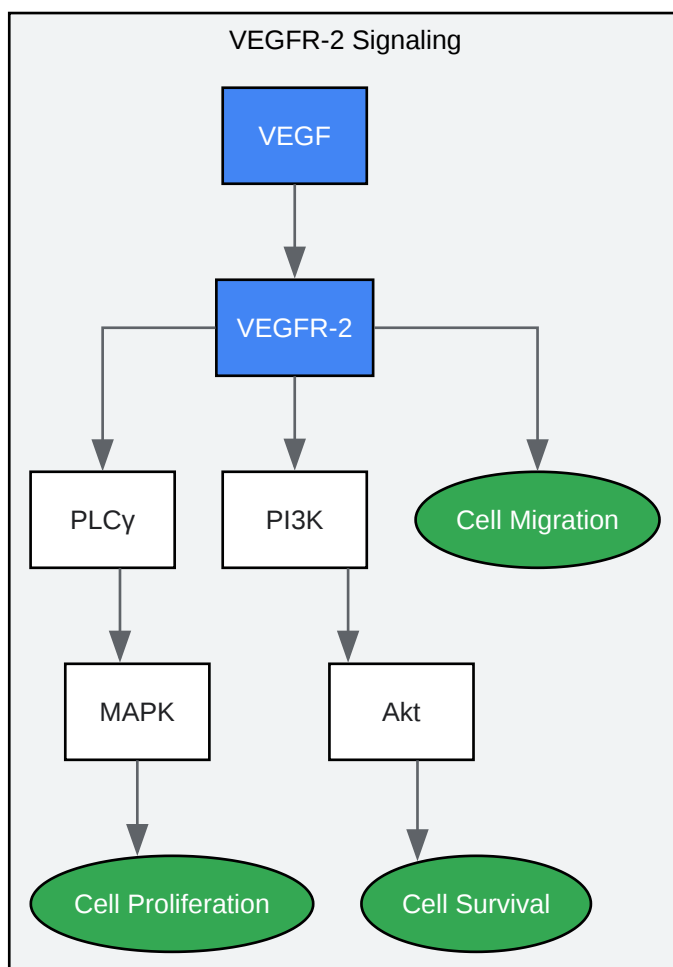 VEGFR-2 Signaling
VEGF
VEGFR-2
PLCγ
PI3K
Cell Migration
MAPK
Akt
Cell Proliferation
Cell Survival